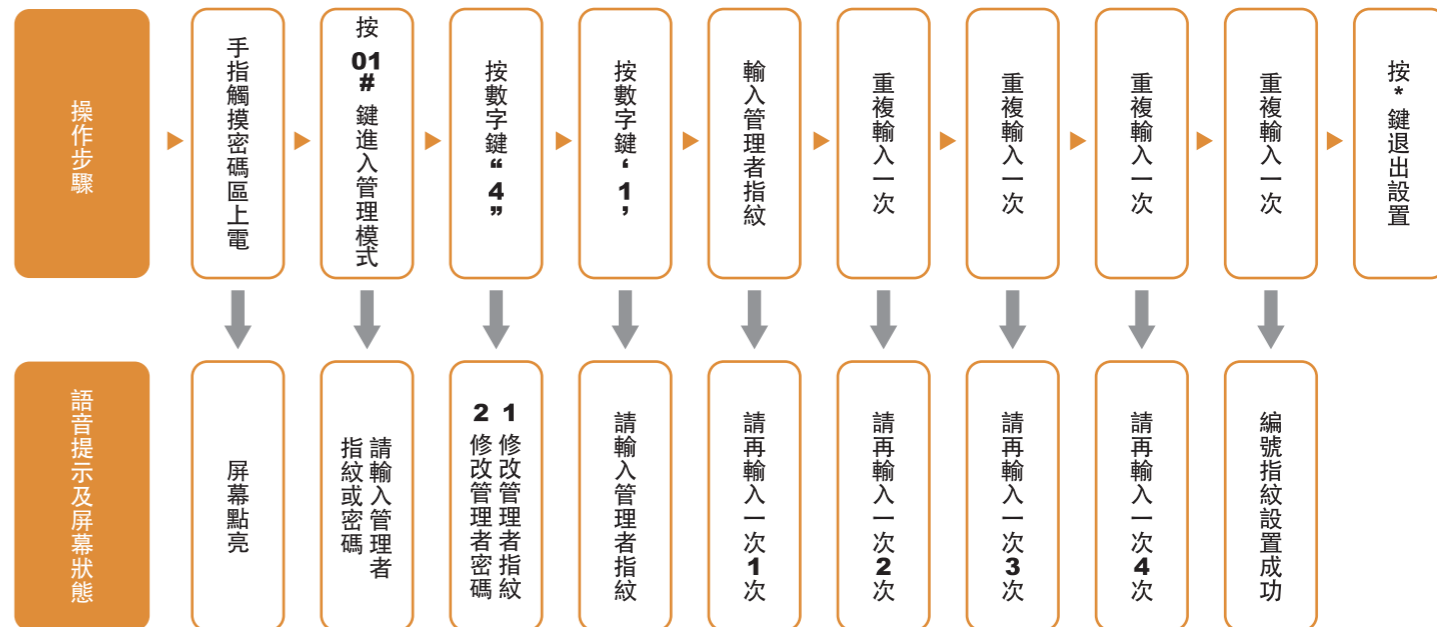 操作步驟
手指觸摸密碼區上電
按01#鍵進入管理模式
按數字鍵“4”
按數字鍵‘1’
輸入管理者指紋
重複輸入一次
重複輸入一次
重複輸入一次
重複輸入一次
按*鍵退出設置
語音提示及屏幕狀態
屏幕點亮
請輸入管理者
指紋或密碼
1修改管理者指紋
2修改管理者密碼
請輸入管理者指紋
請再輸入一次1次
請再輸入一次2次
請再輸入一次3次
請再輸入一次4次
編號指紋設置成功